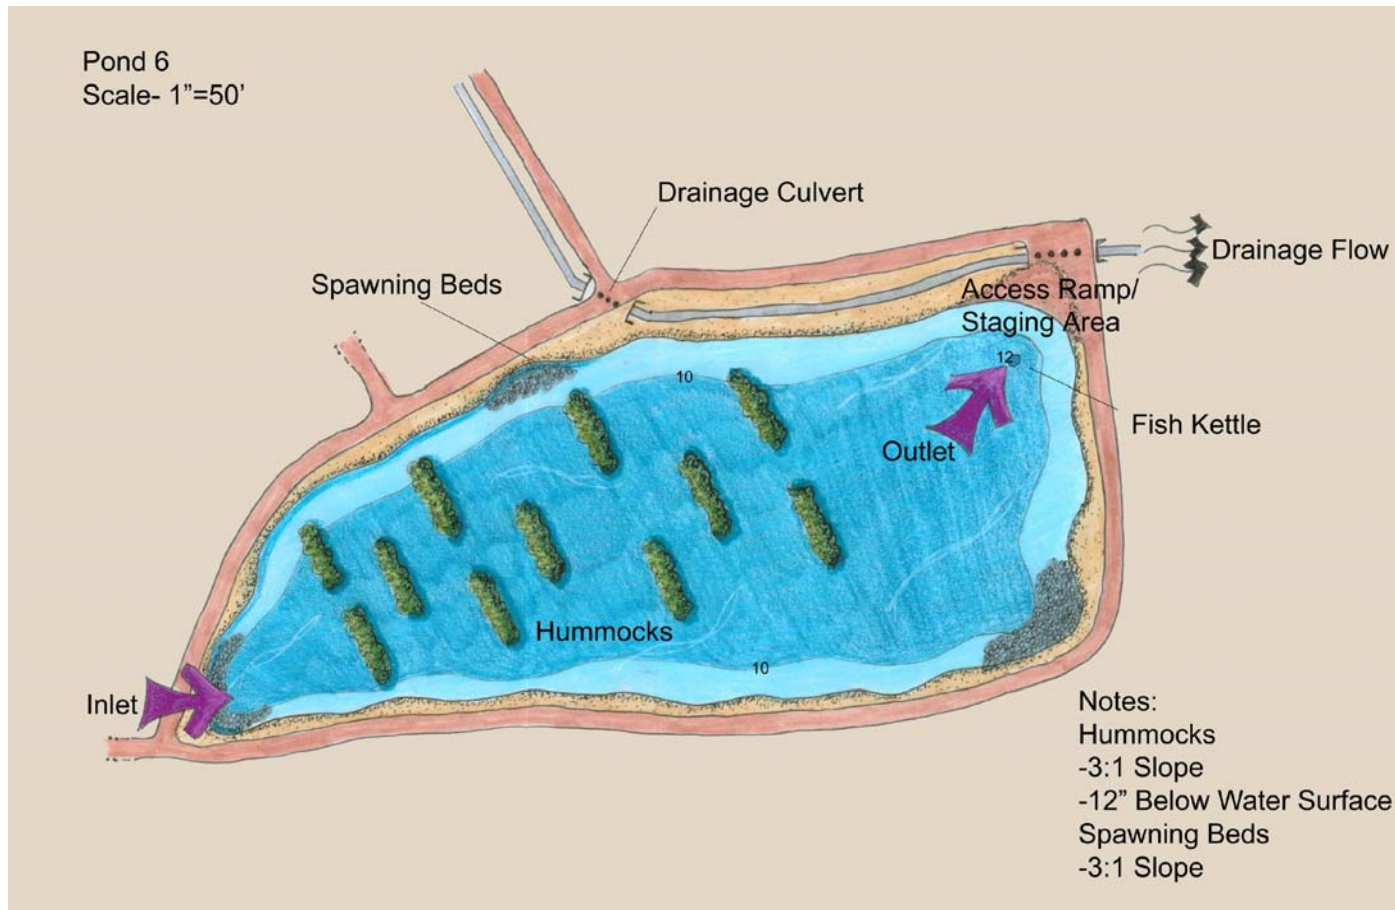 Pond 6
Scale- 1”=50’
Drainage Culvert
Drainage Flow
Spawning Beds
Access Ramp/
Staging Area
12
10
Fish Kettle
Outlet
Hummocks
10
Inlet
Notes:
Hummocks
-3:1 Slope
-12” Below Water Surface
Spawning Beds
-3:1 Slope